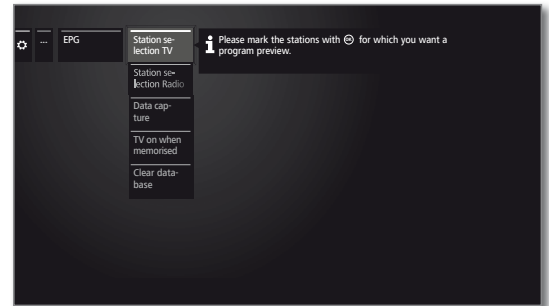 ...
EPG
Station se-
lection TV
Please mark the stations with OK for which you want a
program preview.
Station se-
lection Radio
Data cap-
ture
TV on when
memorised
Clear data-
base